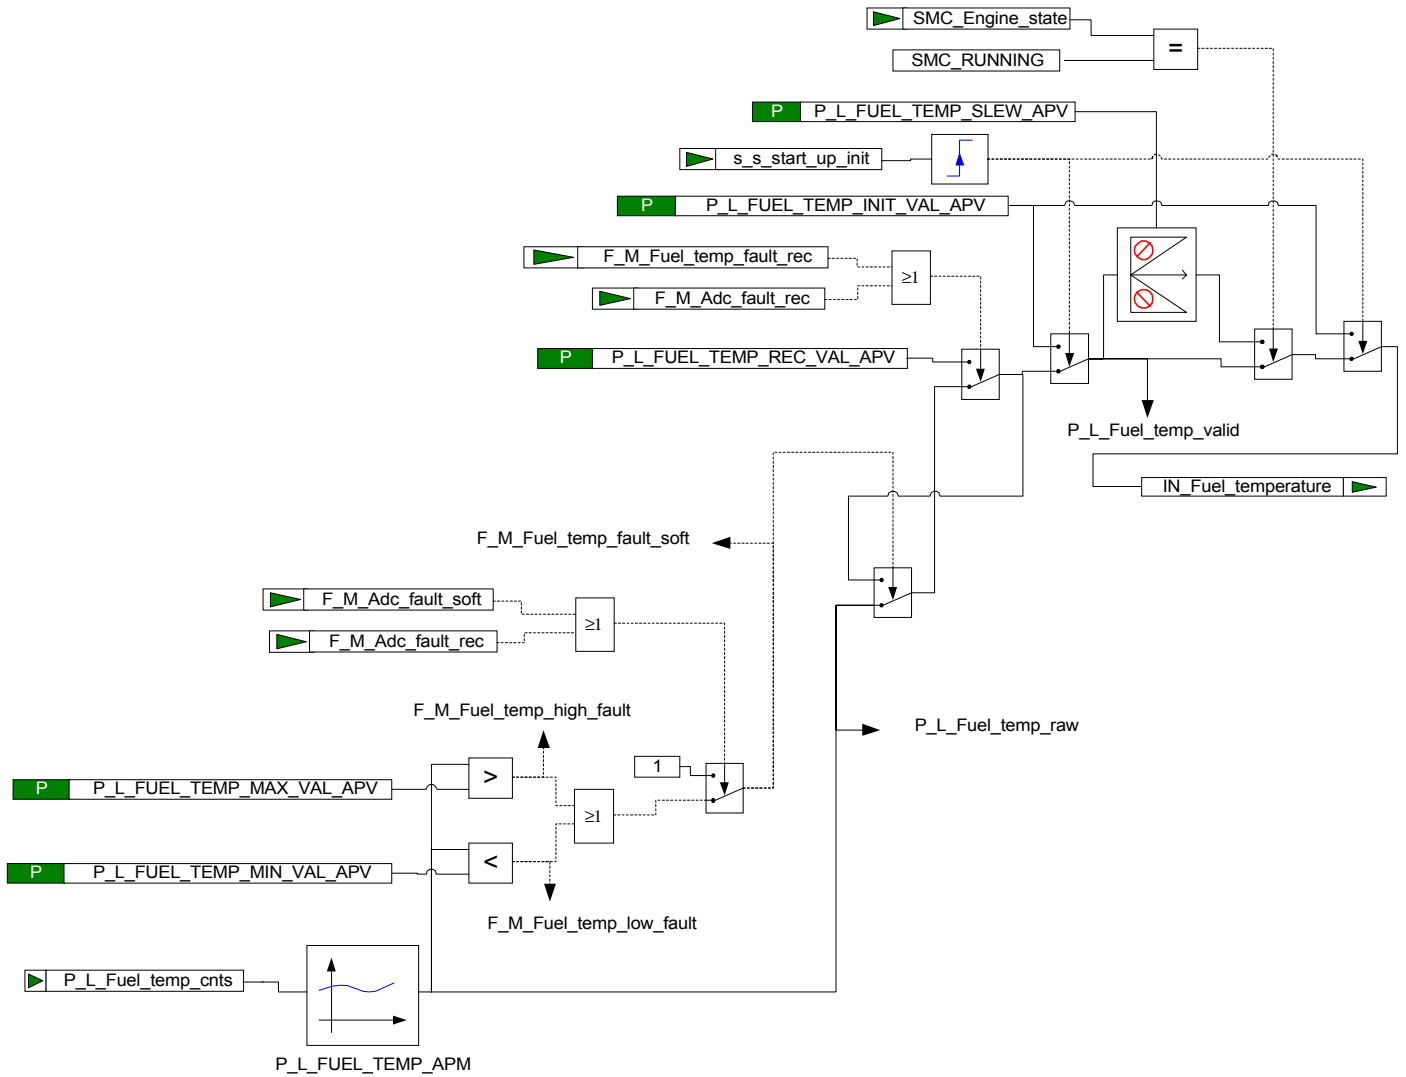 SMC_Engine_state
=
SMC_RUNNING
P P_L_FUEL_TEMP_SLEW_APV
s_s_start_up_init
P P_L_FUEL_TEMP_INIT_VAL_APV
F_M_Fuel_temp_fault_rec
≥1
F_M_Adc_fault_rec
P P_L_FUEL_TEMP_REC_VAL_APV
P_L_Fuel_temp_valid
IN_Fuel_temperature
F_M_Fuel_temp_fault_soft
F_M_Adc_fault_soft
≥1
F_M_Adc_fault_rec
F_M_Fuel_temp_high_fault
P_L_Fuel_temp_raw
1
>
P P_L_FUEL_TEMP_MAX_VAL_APV
≥1
<
P P_L_FUEL_TEMP_MIN_VAL_APV
F_M_Fuel_temp_low_fault
P_L_Fuel_temp_cnts
P_L_FUEL_TEMP_APM